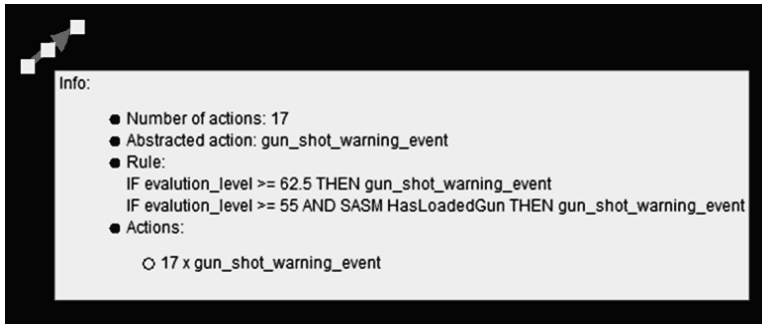 Info:
Number of actions: 17
Abstracted action: gun_shot_warning_event
Rule:
IF evalution_level >= 62.5 THEN gun_shot_warning_event
IF evalution_level >= 55 AND SASM HasLoadedGun THEN gun_shot_warning_event
Actions:
17 x gun_shot_warning_event